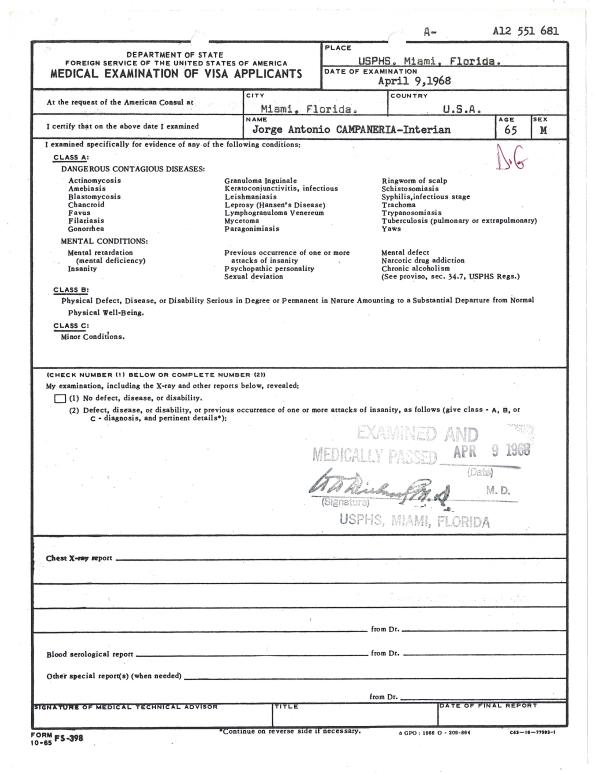 A- A12 551 681
DEPARTMENT OF STATE
FOREIGN SERVICE OF THE UNITED STATES OF AMERICA
MEDICAL EXAMINATION OF VISA APPLICANTS
PLACE
USPHS. Miami, Florida.
DATE OF EXAMINATION
April 9,1968
At the request of the American Consul at
CITY
Miami, Florida.
COUNTRY
U.S.A.
I certify that on the above date I examined
NAME
Jorge Antonio CAMPANERIA-Interian
AGE
65
SEX
M
I examined specifically for evidence of any of the following conditions:
CLASS A:
DANGEROUS CONTAGIOUS DISEASES:
Actinomycosis
Amebiasis
Blastomycosis
Chancroid
Favus
Filariasis
Gonorrhea
Granuloma Inguinale
Keratoconjunctivitis, infectious
Leishmaniasis
Leprosy (Hansen's Disease)
Lymphogranuloma Venereum
Mycetoma
Paragonimiasis
Ringworm of scalp
Schistosomiasis
Syphilis,infectious stage
Trachoma
Trypanosomiasis
Tuberculosis (pulmonary or extrapulmonary)
Yaws
MENTAL CONDITIONS:
Mental retardation
(mental deficiency)
Insanity
Previous occurrence of one or more
attacks of insanity
Psychopathic personality
Sexual deviation
Mental defect
Narcotic drug addiction
Chronic alcoholism
(See proviso, sec. 34.7, USPHS Regs.)
CLASS B:
Physical Defect, Disease, or Disability Serious in Degree or Permanent in Nature Amounting to a Substantial Departure from Normal
Physical Well-Being.
CLASS C:
Minor Conditions.
(CHECK NUMBER (1) BELOW OR COMPLETE NUMBER (2))
My examination, including the X-ray and other reports below, revealed:
(1) No defect, disease, or disability.
(2) Defect, disease, or disability, or previous occurrence of one or more attacks of insanity, as follows (give class - A, B, or
C - diagnosis, and pertinent details*):
EXAMINED AND
MEDICALLY PASSED APR 9 1968
(Date)
M. D.
(Signature)
USPHS, MIAMI, FLORIDA
Chest X-ray report
from Dr.
Blood serological report
from Dr.
Other special report(s) (when needed)
from Dr.
SIGNATURE OF MEDICAL TECHNICAL ADVISOR
TITLE
DATE OF FINAL REPORT
FORM FS-398
10-65
*Continue on reverse side if necessary.